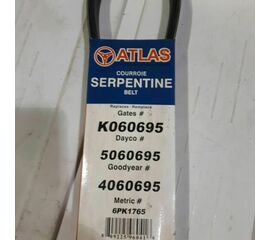 ATLAS
COURROIE
SERPENTINE
BELT
Replaces / Remplace
Gates #
K060695
Dayco #
5060695
Goodyear #
4060695
Metric #
6PK1765